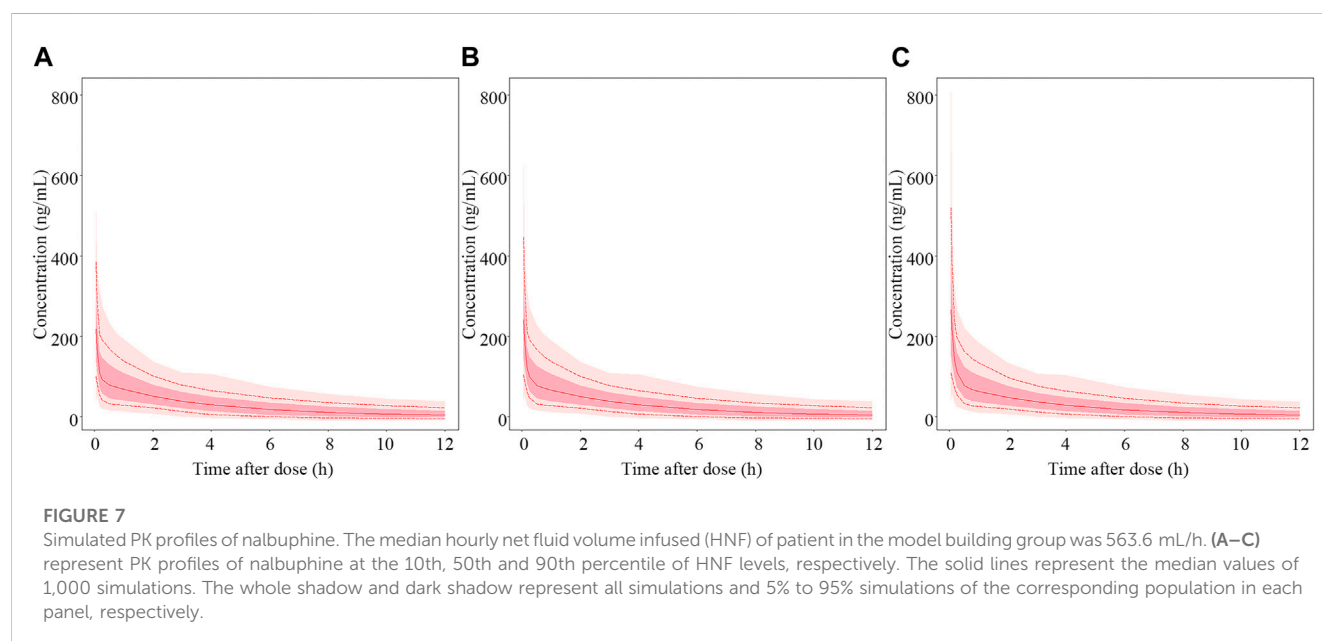 A
B
C
Concentration (ng/mL)
800
600
400
200
0
0 2 4 6 8 10 12
Time after dose (h)
Concentration (ng/mL)
800
600
400
200
0
0 2 4 6 8 10 12
Time after dose (h)
Concentration (ng/mL)
800
600
400
200
0
0 2 4 6 8 10 12
Time after dose (h)
FIGURE 7
Simulated PK profiles of nalbuphine. The median hourly net fluid volume infused (HNF) of patient in the model building group was 563.6 mL/h. (A–C)
represent PK profiles of nalbuphine at the 10th, 50th and 90th percentile of HNF levels, respectively. The solid lines represent the median values of
1,000 simulations. The whole shadow and dark shadow represent all simulations and 5% to 95% simulations of the corresponding population in each
panel, respectively.